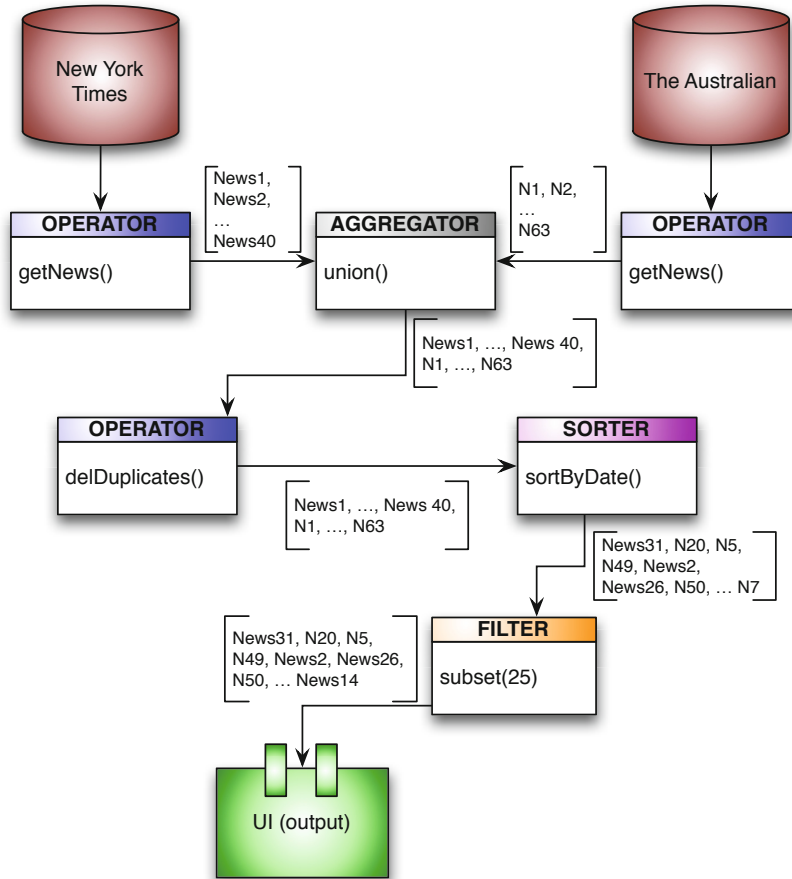 New York
Times
The Australian
News1,
News2,
…
News40
N1, N2,
…
N63
OPERATOR
getNews()
AGGREGATOR
union()
OPERATOR
getNews()
News1, …, News 40,
N1, …, N63
OPERATOR
delDuplicates()
SORTER
sortByDate()
News1, …, News 40,
N1, …, N63
News31, N20, N5,
N49, News2,
News26, N50, … N7
FILTER
subset(25)
News31, N20, N5,
N49, News2, News26,
N50, … News14
UI (output)